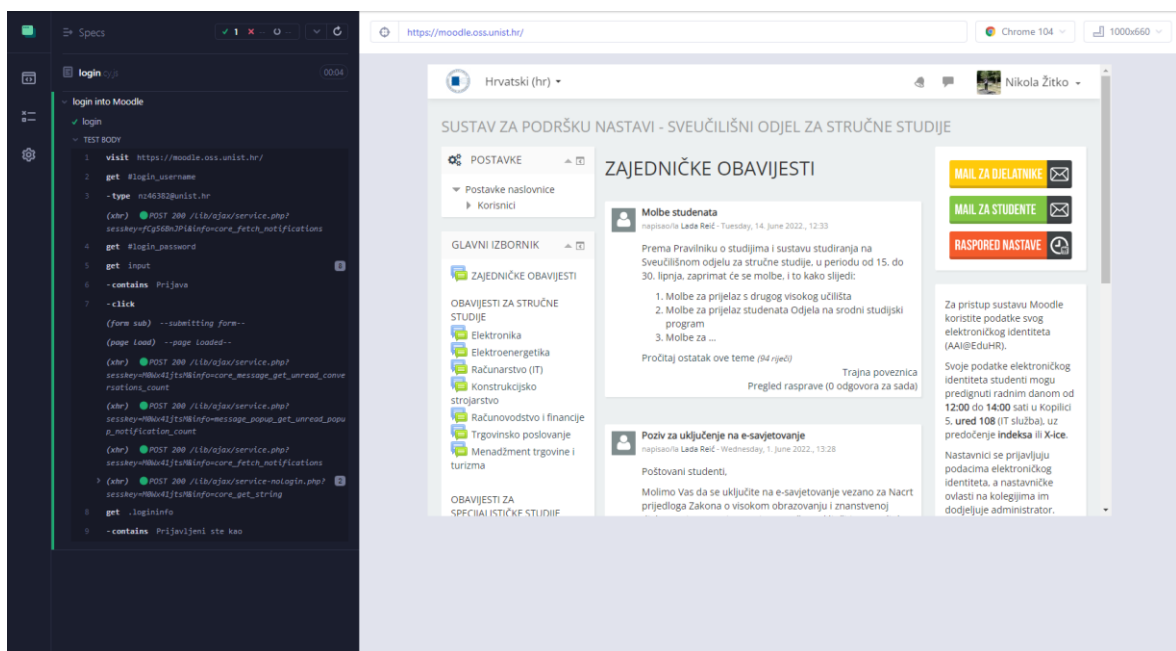 Specs
1
--
--
https://moodle.oss.unist.hr/
Chrome 104
1000x660
login cy.js
00:04
login into Moodle
login
TEST BODY
1 visit https://moodle.oss.unist.hr/
2 get #login_username
3 -type nz46382@unist.hr
(xhr) POST 200 /lib/ajax/service.php?
sesskey=fCg56BnJPi&info=core_fetch_notifications
4 get #login_password
5 get input
6 -contains Prijava
7 -click
(form sub) --submitting form--
(page load) --page loaded--
(xhr) POST 200 /lib/ajax/service.php?
sesskey=M0Wx41jtsM&info=core_message_get_unread_conve
rsations_count
(xhr) POST 200 /lib/ajax/service.php?
sesskey=M0Wx41jtsM&info=message_popup_get_unread_popu
p_notification_count
(xhr) POST 200 /lib/ajax/service.php?
sesskey=M0Wx41jtsM&info=core_fetch_notifications
(xhr) POST 200 /lib/ajax/service-nologin.php? 2
sesskey=M0Wx41jtsM&info=core_get_string
8 get .logininfo
9 -contains Prijavljeni ste kao
Hrvatski (hr)
Nikola Žitko
SUSTAV ZA PODRŠKU NASTAVI - SVEUČILIŠNI ODJEL ZA STRUČNE STUDIJE
POSTAVKE
Postavke naslovnice
Korisnici
GLAVNI IZBORNIK
ZAJEDNIČKE OBAVIJESTI
OBAVIJESTI ZA STRUČNE
STUDIJE
Elektronika
Elektroenergetika
Računarstvo (IT)
Konstrukcijsko
strojarstvo
Računovodstvo i financije
Trgovinsko poslovanje
Menadžment trgovine i
turizma
OBAVIJESTI ZA
SPECIJALISTIČKE STUDIJE
ZAJEDNIČKE OBAVIJESTI
Molbe studenata
napisao/la Lada Reić - Tuesday, 14. June 2022., 12:33
Prema Pravilniku o studijima i sustavu studiranja na
Sveučilišnom odjelu za stručne studije, u periodu od 15. do
30. lipnja, zaprimat će se molbe, i to kako slijedi:
1. Molbe za prijelaz s drugog visokog učilišta
2. Molbe za prijelaz studenata Odjela na srodni studijski
program
3. Molbe za ...
Pročitaj ostatak ove teme (94 riječi)
Trajna poveznica
Pregled rasprave (0 odgovora za sada)
Poziv za uključenje na e-savjetovanje
napisao/la Lada Reić - Wednesday, 1. June 2022., 13:28
Poštovani studenti,
Molimo Vas da se uključite na e-savjetovanje vezano za Nacrt
prijedloga Zakona o visokom obrazovanju i znanstvenoj
MAIL ZA DJELATNIKE
MAIL ZA STUDENTE
RASPORED NASTAVE
Za pristup sustavu Moodle
koristite podatke svog
elektroničkog identiteta
(AAI@EduHR).
Svoje podatke elektroničkog
identiteta studenti mogu
predignuti radnim danom od
12:00 do 14:00 sati u Kopilici
5, ured 108 (IT služba), uz
predočenje indeksa ili X-ice.
Nastavnici se prijavljuju
podacima elektroničkog
identiteta, a nastavničke
ovlasti na kolegijima im
dodjeljuje administrator.